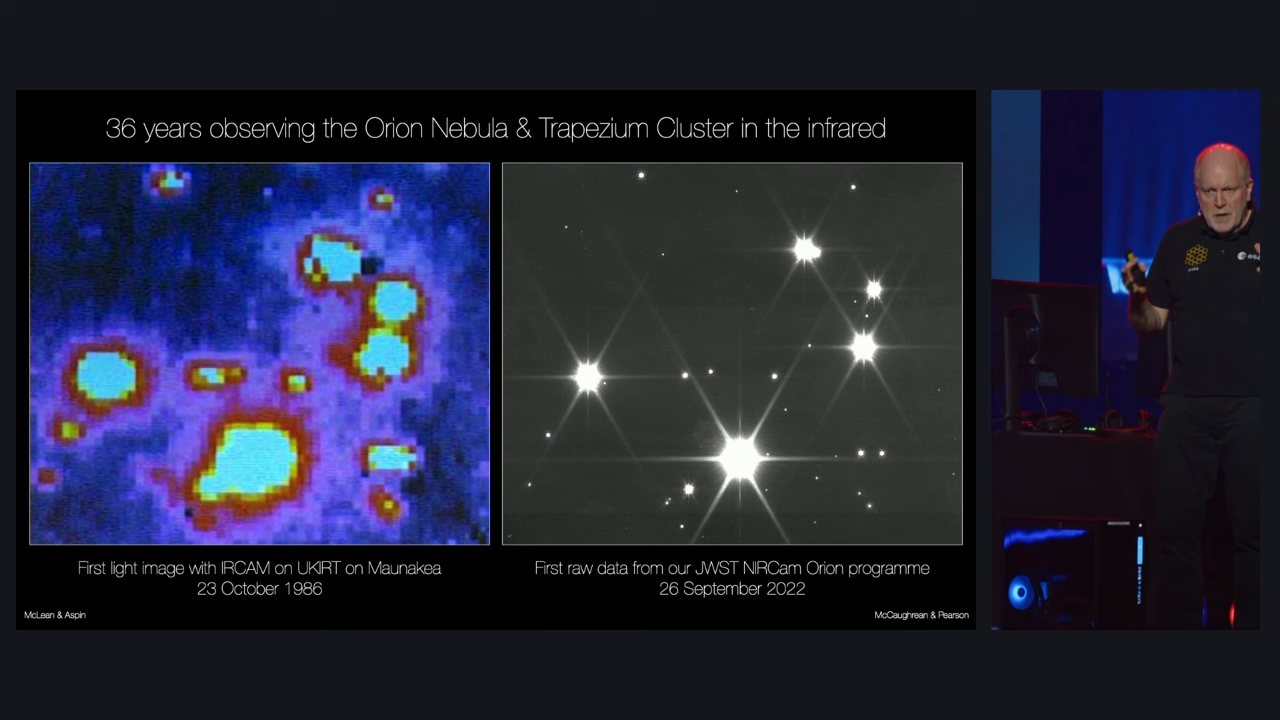 36 years observing the Orion Nebula & Trapezium Cluster in the infrared
First light image with IRCAM on UKIRT on Maunakea
23 October 1986
First raw data from our JWST NIRCam Orion programme
26 September 2022
McLean & Aspin
McCaughrean & Pearson
esa